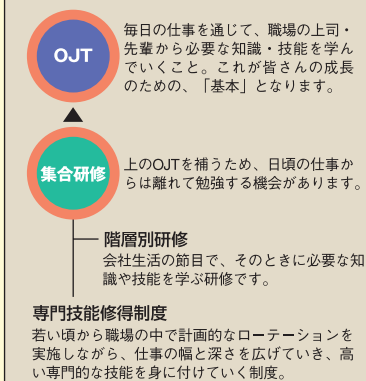 OJT
毎日の仕事を通じて、職場の上司・
先輩から必要な知識・技能を学ん
でいくこと。これが皆さんの成長
のための、「基本」となります。
集合研修
上のOJTを補うため、日頃の仕事か
らは離れて勉強する機会があります。
階層別研修
会社生活の節目で、そのときに必要な知
識や技能を学ぶ研修です。
専門技能修得制度
若い頃から職場の中で計画的なローテーションを
実施しながら、仕事の幅と深さを広げていき、高
い専門的な技能を身に付けていく制度。